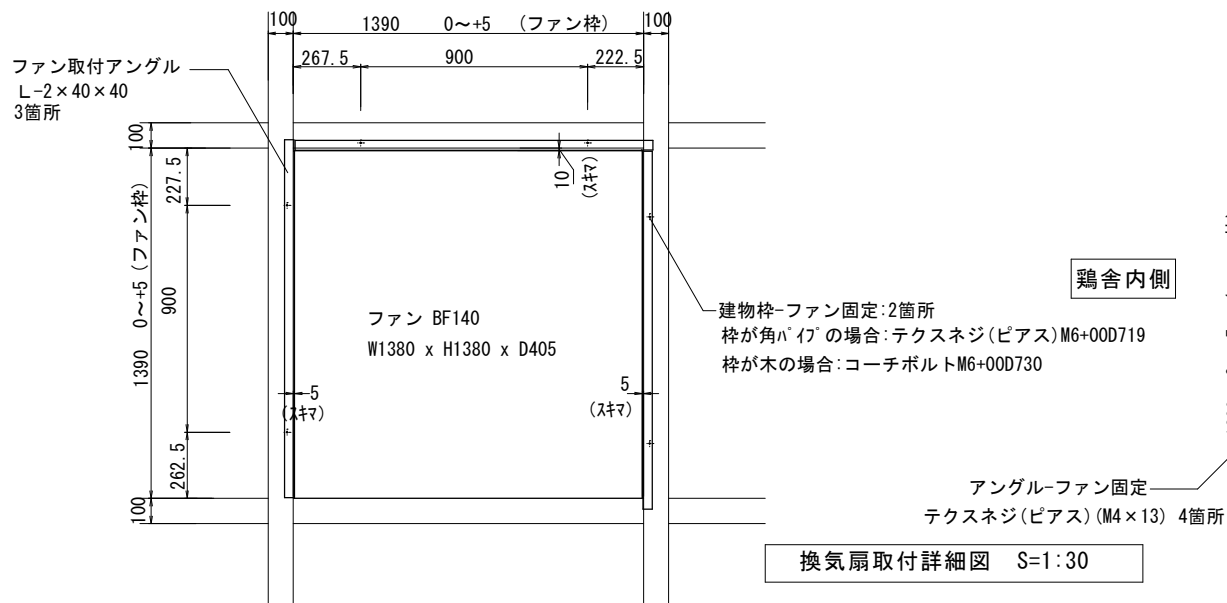 100
1390 0~+5 (ファン枠)
100
267.5
900
222.5
ファン取付アングル
L-2×40×40
3箇所
100
227.5
1390 0~+5 (ファン枠)
900
262.5
100
10
(スキマ)
鶏舎内側
建物枠-ファン固定:2箇所
枠が角パイプの場合:テクスネジ(ピアス)M6+00D719
枠が木の場合:コーチボルトM6+00D730
ファン BF140
W1380 x H1380 x D405
5
(スキマ)
5
(スキマ)
アングル-ファン固定
テクスネジ(ピアス)(M4×13) 4箇所
換気扇取付詳細図 S=1:30